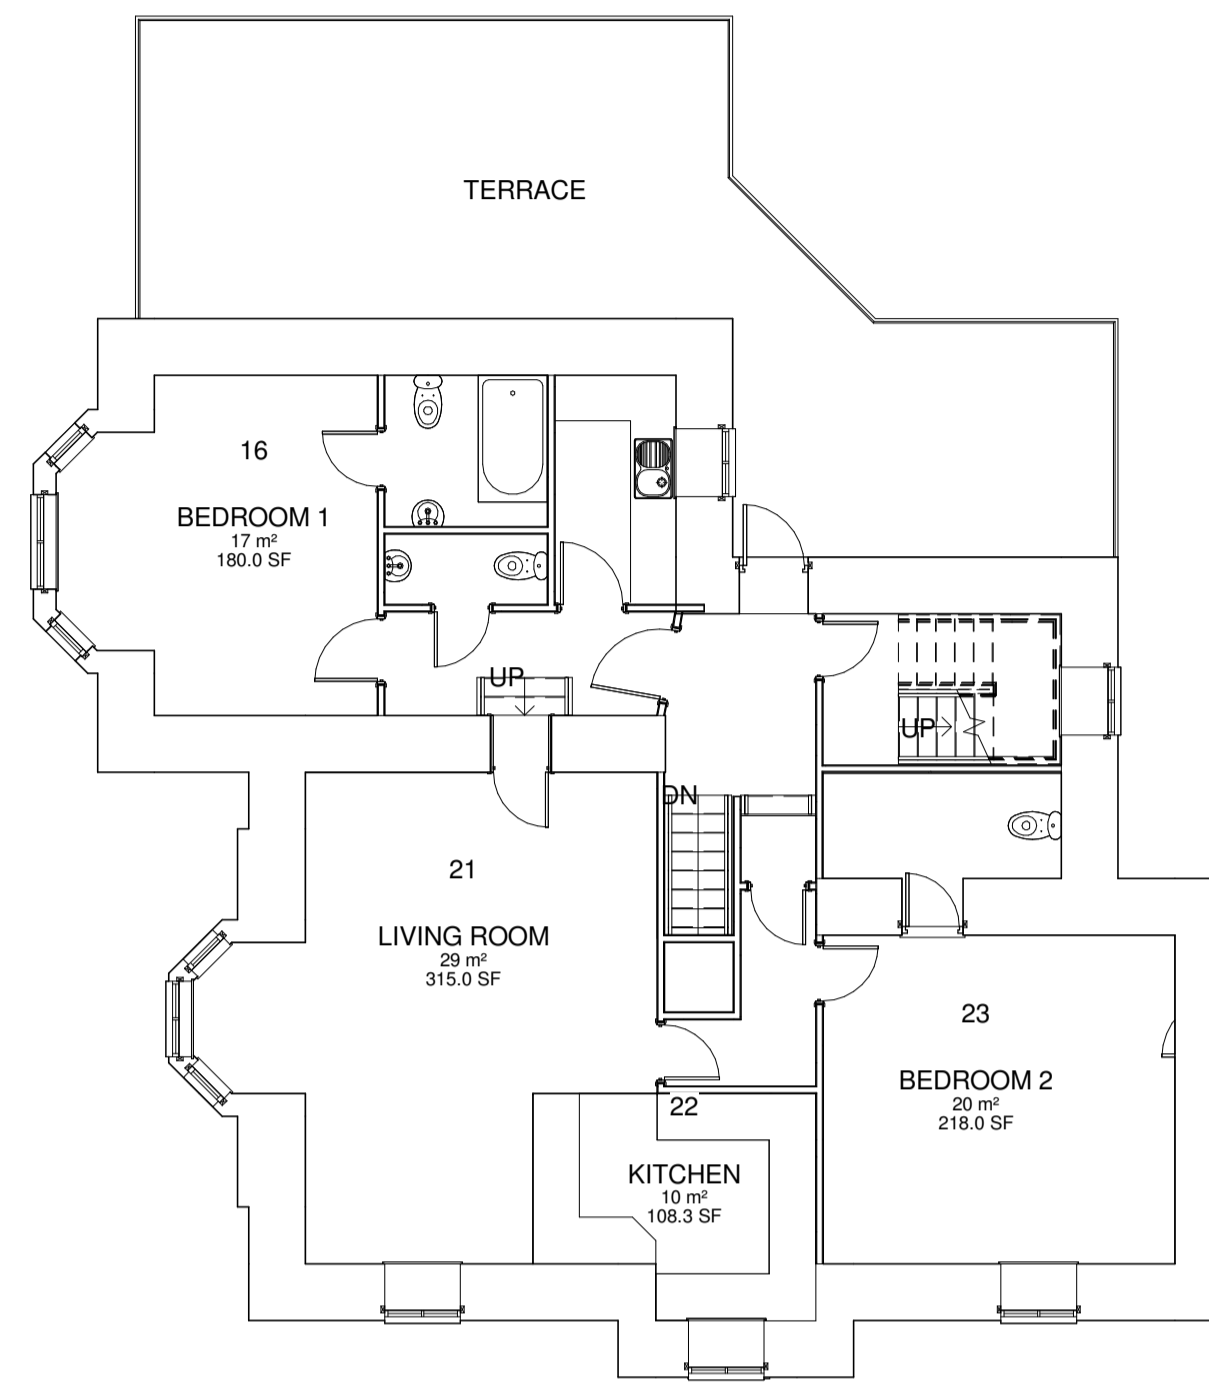 TERRACE
16
BEDROOM 1
17 m²
180.0 SF
UP
UP
DN
21
LIVING ROOM
29 m²
315.0 SF
23
BEDROOM 2
20 m²
218.0 SF
22
KITCHEN
10 m²
108.3 SF